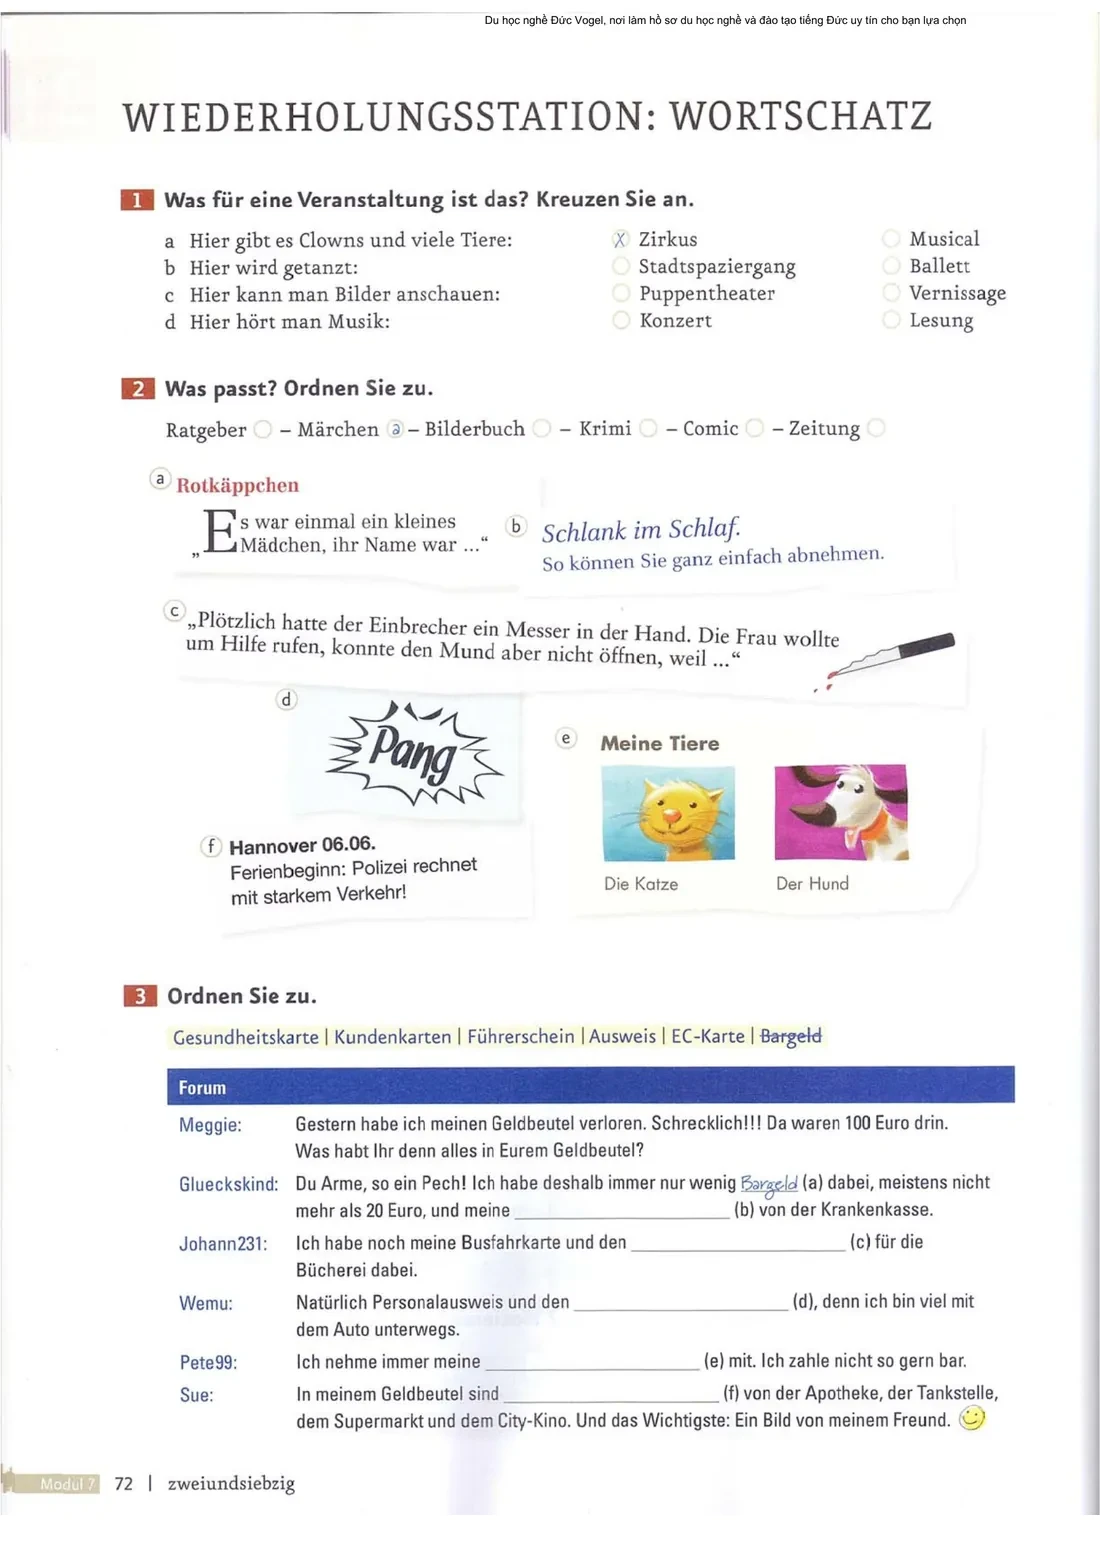 Du học nghề Đức Vogel, nơi làm hồ sơ du học nghề và đào tạo tiếng Đức uy tín cho bạn lựa chọn
WIEDERHOLUNGSSTATION: WORTSCHATZ
1 Was für eine Veranstaltung ist das? Kreuzen Sie an.
a Hier gibt es Clowns und viele Tiere: X Zirkus Musical
b Hier wird getanzt: Stadtspaziergang Ballett
c Hier kann man Bilder anschauen: Puppentheater Vernissage
d Hier hört man Musik: Konzert Lesung
2 Was passt? Ordnen Sie zu.
Ratgeber – Märchen a – Bilderbuch – Krimi – Comic – Zeitung
a Rotkäppchen
„Es war einmal ein kleines
Mädchen, ihr Name war ...“
b Schlank im Schlaf.
So können Sie ganz einfach abnehmen.
c „Plötzlich hatte der Einbrecher ein Messer in der Hand. Die Frau wollte
um Hilfe rufen, konnte den Mund aber nicht öffnen, weil ...“
d Pang
e Meine Tiere
Die Katze Der Hund
f Hannover 06.06.
Ferienbeginn: Polizei rechnet
mit starkem Verkehr!
3 Ordnen Sie zu.
Gesundheitskarte | Kundenkarten | Führerschein | Ausweis | EC-Karte | Bargeld
Forum
Meggie: Gestern habe ich meinen Geldbeutel verloren. Schrecklich!!! Da waren 100 Euro drin.
Was habt Ihr denn alles in Eurem Geldbeutel?
Glueckskind: Du Arme, so ein Pech! Ich habe deshalb immer nur wenig Bargeld (a) dabei, meistens nicht
mehr als 20 Euro, und meine ____________________ (b) von der Krankenkasse.
Johann231: Ich habe noch meine Busfahrkarte und den ____________________ (c) für die
Bücherei dabei.
Wemu: Natürlich Personalausweis und den ____________________ (d), denn ich bin viel mit
dem Auto unterwegs.
Pete99: Ich nehme immer meine ____________________ (e) mit. Ich zahle nicht so gern bar.
Sue: In meinem Geldbeutel sind ____________________ (f) von der Apotheke, der Tankstelle,
dem Supermarkt und dem City-Kino. Und das Wichtigste: Ein Bild von meinem Freund.
Modul 7 72 | zweiundsiebzig